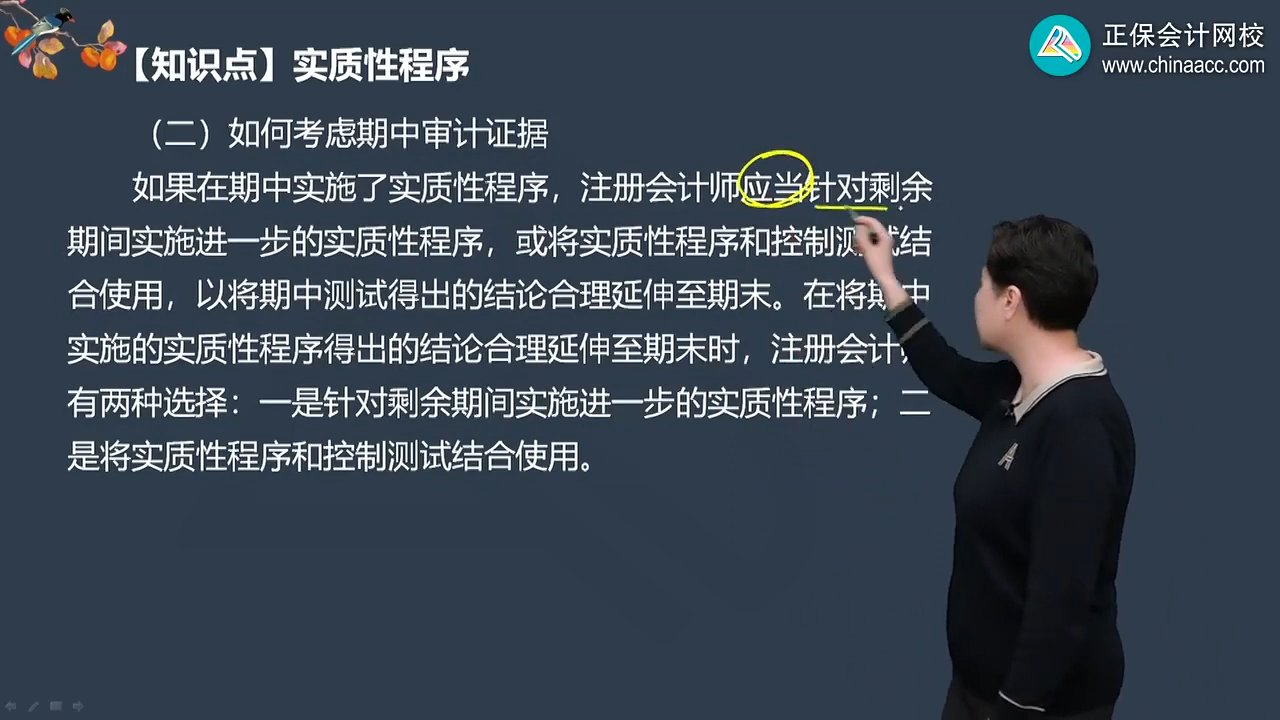 【知识点】实质性程序
正保会计网校
www.chinaacc.com
（二）如何考虑期中审计证据
如果在期中实施了实质性程序，注册会计师应当针对剩余
期间实施进一步的实质性程序，或将实质性程序和控制测试结
合使用，以将期中测试得出的结论合理延伸至期末。在将期中
实施的实质性程序得出的结论合理延伸至期末时，注册会计
有两种选择：一是针对剩余期间实施进一步的实质性程序；二
是将实质性程序和控制测试结合使用。
A